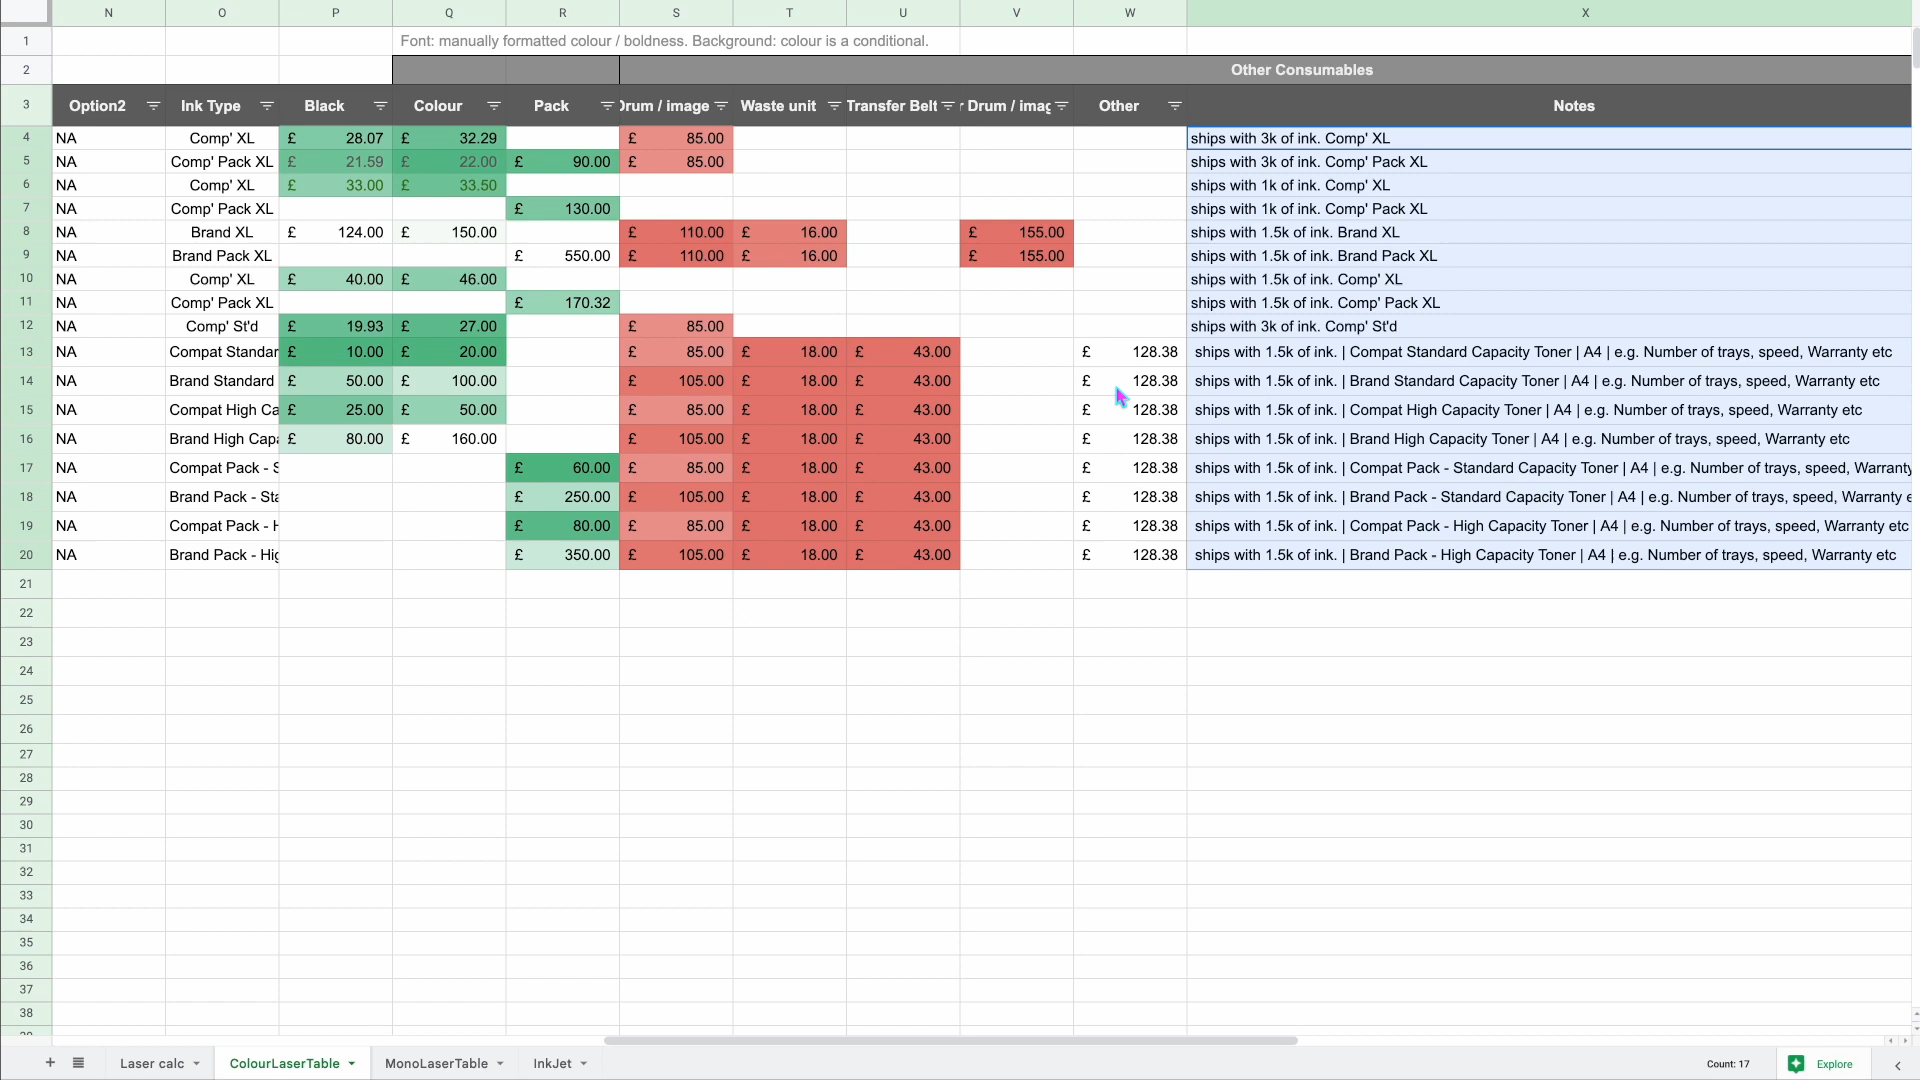 N O P Q R S T U V W X
1 Font: manually formatted colour / boldness. Background: colour is a conditional.
2 Other Consumables
3 Option2 Ink Type Black Colour Pack Drum / image Waste unit Transfer Belt Drum / imag Other Notes
4 NA Comp' XL £ 28.07 £ 32.29 £ 85.00 ships with 3k of ink. Comp' XL
5 NA Comp' Pack XL £ 21.59 £ 22.00 £ 90.00 £ 85.00 ships with 3k of ink. Comp' Pack XL
6 NA Comp' XL £ 33.00 £ 33.50 ships with 1k of ink. Comp' XL
7 NA Comp' Pack XL £ 130.00 ships with 1k of ink. Comp' Pack XL
8 NA Brand XL £ 124.00 £ 150.00 £ 110.00 £ 16.00 £ 155.00 ships with 1.5k of ink. Brand XL
9 NA Brand Pack XL £ 550.00 £ 110.00 £ 16.00 £ 155.00 ships with 1.5k of ink. Brand Pack XL
10 NA Comp' XL £ 40.00 £ 46.00 ships with 1.5k of ink. Comp' XL
11 NA Comp' Pack XL £ 170.32 ships with 1.5k of ink. Comp' Pack XL
12 NA Comp' St'd £ 19.93 £ 27.00 £ 85.00 ships with 3k of ink. Comp' St'd
13 NA Compat Standar £ 10.00 £ 20.00 £ 85.00 £ 18.00 £ 43.00 £ 128.38 ships with 1.5k of ink. | Compat Standard Capacity Toner | A4 | e.g. Number of trays, speed, Warranty etc
14 NA Brand Standard £ 50.00 £ 100.00 £ 105.00 £ 18.00 £ 43.00 £ 128.38 ships with 1.5k of ink. | Brand Standard Capacity Toner | A4 | e.g. Number of trays, speed, Warranty etc
15 NA Compat High Ca £ 25.00 £ 50.00 £ 85.00 £ 18.00 £ 43.00 £ 128.38 ships with 1.5k of ink. | Compat High Capacity Toner | A4 | e.g. Number of trays, speed, Warranty etc
16 NA Brand High Capa £ 80.00 £ 160.00 £ 105.00 £ 18.00 £ 43.00 £ 128.38 ships with 1.5k of ink. | Brand High Capacity Toner | A4 | e.g. Number of trays, speed, Warranty etc
17 NA Compat Pack - S £ 60.00 £ 85.00 £ 18.00 £ 43.00 £ 128.38 ships with 1.5k of ink. | Compat Pack - Standard Capacity Toner | A4 | e.g. Number of trays, speed, Warranty
18 NA Brand Pack - Sta £ 250.00 £ 105.00 £ 18.00 £ 43.00 £ 128.38 ships with 1.5k of ink. | Brand Pack - Standard Capacity Toner | A4 | e.g. Number of trays, speed, Warranty e
19 NA Compat Pack - H £ 80.00 £ 85.00 £ 18.00 £ 43.00 £ 128.38 ships with 1.5k of ink. | Compat Pack - High Capacity Toner | A4 | e.g. Number of trays, speed, Warranty etc
20 NA Brand Pack - Hig £ 350.00 £ 105.00 £ 18.00 £ 43.00 £ 128.38 ships with 1.5k of ink. | Brand Pack - High Capacity Toner | A4 | e.g. Number of trays, speed, Warranty etc
21
22
23
24
25
26
27
28
29
30
31
32
33
34
35
36
37
38
+ Laser calc ColourLaserTable MonoLaserTable InkJet Count: 17 Explore